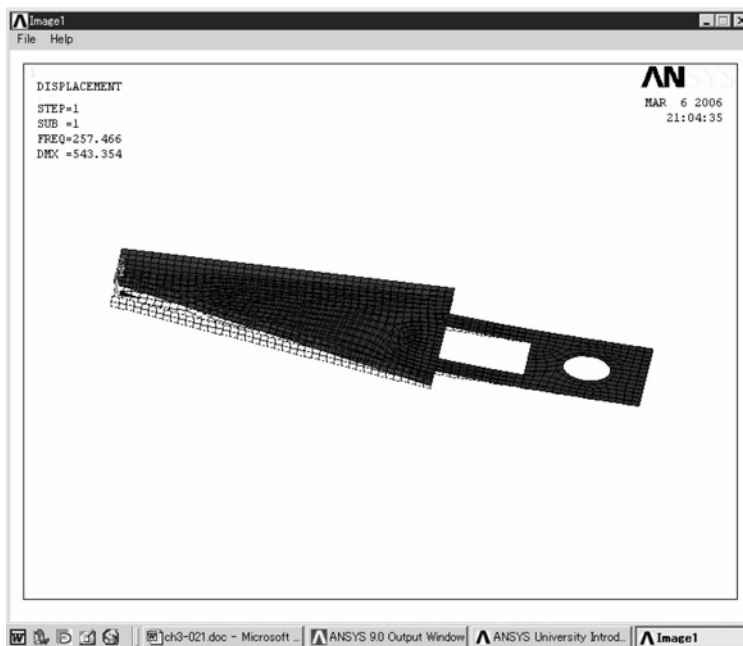 Image1
File Help
1
DISPLACEMENT
STEP=1
SUB =1
FREQ=257.466
DMX =543.354
ANSYS
MAR 6 2006
21:04:35
ch3-021.doc - Microsoft ...
ANSYS 9.0 Output Window
ANSYS University Introd...
Image1